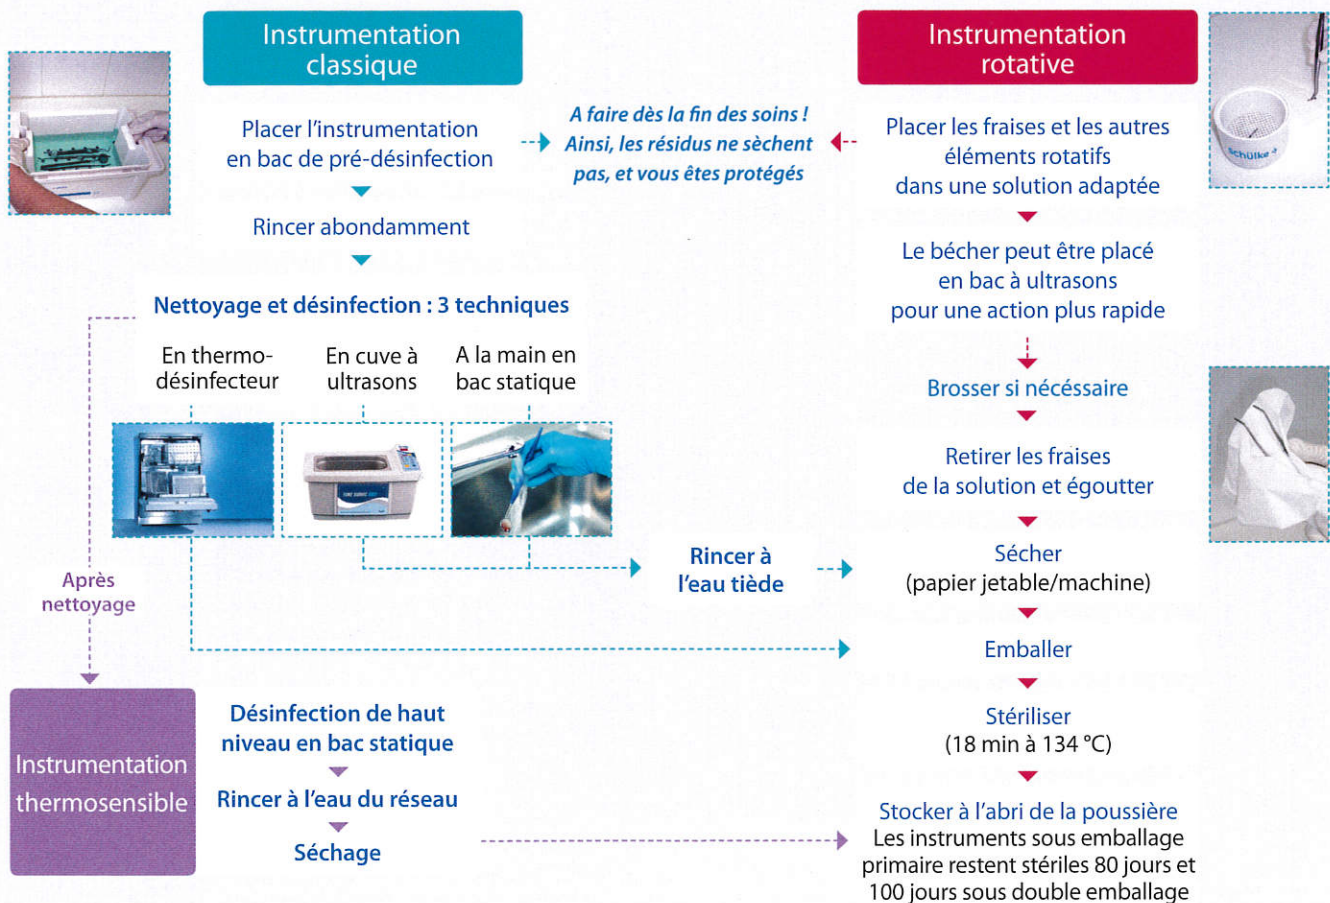 Instrumentation
classique
Instrumentation
rotative
Placer l'instrumentation
en bac de pré-désinfection
A faire dès la fin des soins !
Ainsi, les résidus ne sèchent
pas, et vous êtes protégés
Placer les fraises et les autres
éléments rotatifs
dans une solution adaptée
schülke +
Rincer abondamment
Le bécher peut être placé
en bac à ultrasons
pour une action plus rapide
Nettoyage et désinfection : 3 techniques
En thermo-
désinfecteur
En cuve à
ultrasons
A la main en
bac statique
Brosser si nécéssaire
Retirer les fraises
de la solution et égoutter
Rincer à
l'eau tiède
Sécher
(papier jetable/machine)
Après
nettoyage
Emballer
Stériliser
(18 min à 134 °C)
Instrumentation
thermosensible
Désinfection de haut
niveau en bac statique
Rincer à l'eau du réseau
Séchage
Stocker à l'abri de la poussière
Les instruments sous emballage
primaire restent stériles 80 jours et
100 jours sous double emballage